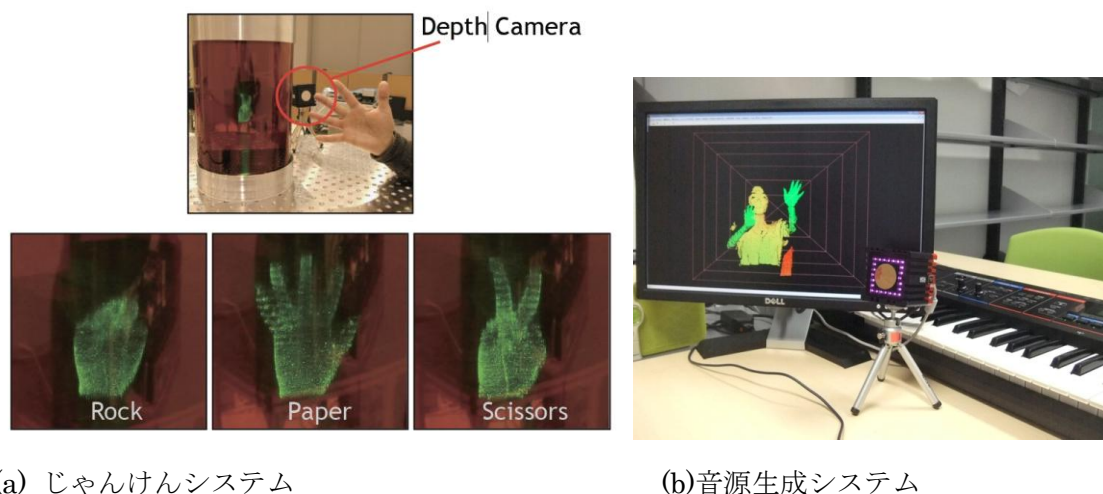 Depth Camera
Rock
Paper
Scissors
DELL
(a) じゃんけんシステム
(b)音源生成システム